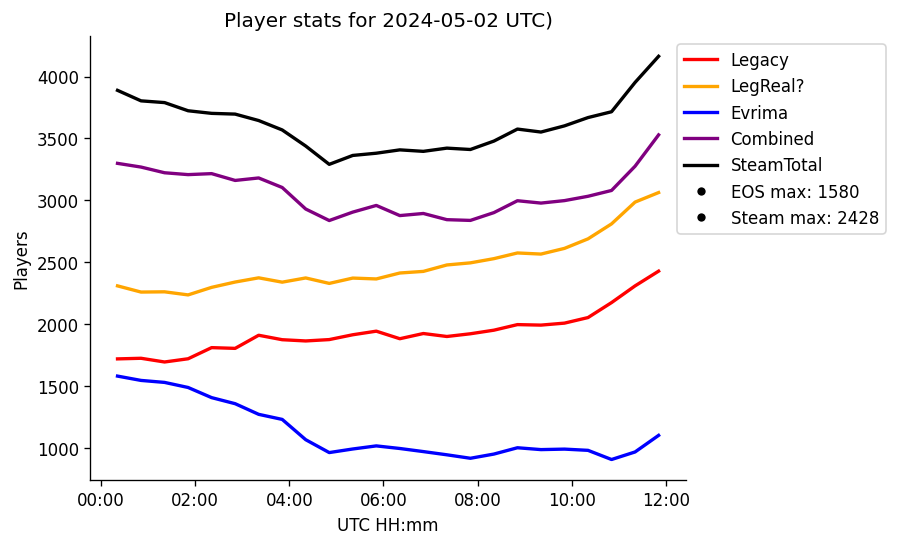 Player stats for 2024-05-02 UTC)
Players
4000
3500
3000
2500
2000
1500
1000
00:00 02:00 04:00 06:00 08:00 10:00 12:00
UTC HH:mm
Legacy
LegReal?
Evrima
Combined
SteamTotal
EOS max: 1580
Steam max: 2428